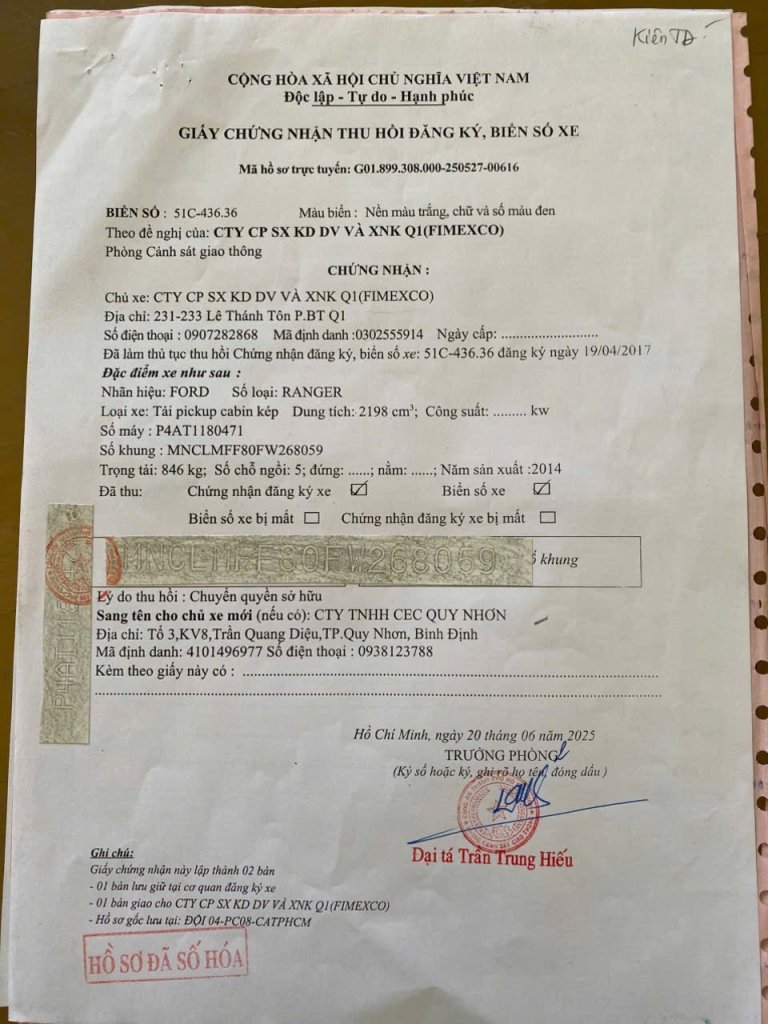 Kiên TĐ
CỘNG HÒA XÃ HỘI CHỦ NGHĨA VIỆT NAM
Độc lập - Tự do - Hạnh phúc
GIẤY CHỨNG NHẬN THU HỒI ĐĂNG KÝ, BIỂN SỐ XE
Mã hồ sơ trực tuyến: G01.899.308.000-250527-00616
BIỂN SỐ : 51C-436.36 Màu biển : Nền màu trắng, chữ và số màu đen
Theo đề nghị của: CTY CP SX KD DV VÀ XNK Q1(FIMEXCO)
Phòng Cảnh sát giao thông
CHỨNG NHẬN :
Chủ xe: CTY CP SX KD DV VÀ XNK Q1(FIMEXCO)
Địa chỉ: 231-233 Lê Thánh Tôn P.BT Q1
Số điện thoại : 0907282868 Mã định danh :0302555914 Ngày cấp: ..........................
Đã làm thủ tục thu hồi Chứng nhận đăng ký, biển số xe: 51C-436.36 đăng ký ngày 19/04/2017
Đặc điểm xe như sau :
Nhãn hiệu: FORD Số loại: RANGER
Loại xe: Tải pickup cabin kép Dung tích: 2198 cm³; Công suất: ......... kw
Số máy : P4AT1180471
Số khung : MNCLMFF80FW268059
Trọng tải: 846 kg; Số chỗ ngồi: 5; đứng: ......; nằm: ......; Năm sản xuất :2014
Đã thu: Chứng nhận đăng ký xe ☑ Biển số xe ☑
Biển số xe bị mất ☐ Chứng nhận đăng ký xe bị mất ☐
MNCLMFF80FW268059 khung
Lý do thu hồi : Chuyển quyền sở hữu
Sang tên cho chủ xe mới (nếu có): CTY TNHH CEC QUY NHƠN
Địa chỉ: Tổ 3,KV8,Trần Quang Diệu,TP.Quy Nhơn, Bình Định
Mã định danh: 4101496977 Số điện thoại : 0938123788
Kèm theo giấy này có : ..........................
Hồ Chí Minh, ngày 20 tháng 06 năm 2025
TRƯỞNG PHÒNG
(Ký số hoặc ký, ghi rõ họ tên, đóng dấu )
Đại tá Trần Trung Hiếu
Ghi chú:
Giấy chứng nhận này lập thành 02 bản
- 01 bản lưu giữ tại cơ quan đăng ký xe
- 01 bản giao cho CTY CP SX KD DV VÀ XNK Q1(FIMEXCO)
- Hồ sơ gốc lưu tại: ĐỘI 04-PC08-CATPHCM
HỒ SƠ ĐÃ SỐ HÓA